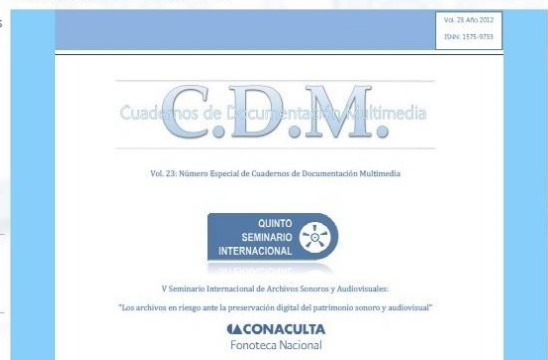 Vol. 23 Año 2012
ISNN: 1575-9733
C.D.M.
Cuadernos de Documentación Multimedia
Vol. 23: Número Especial de Cuadernos de Documentación Multimedia
QUINTO
SEMINARIO
INTERNACIONAL
V Seminario Internacional de Archivos Sonoros y Audiovisuales:
"Los archivos en riesgo ante la preservación digital del patrimonio sonoro y audiovisual"
CONACULTA
Fonoteca Nacional